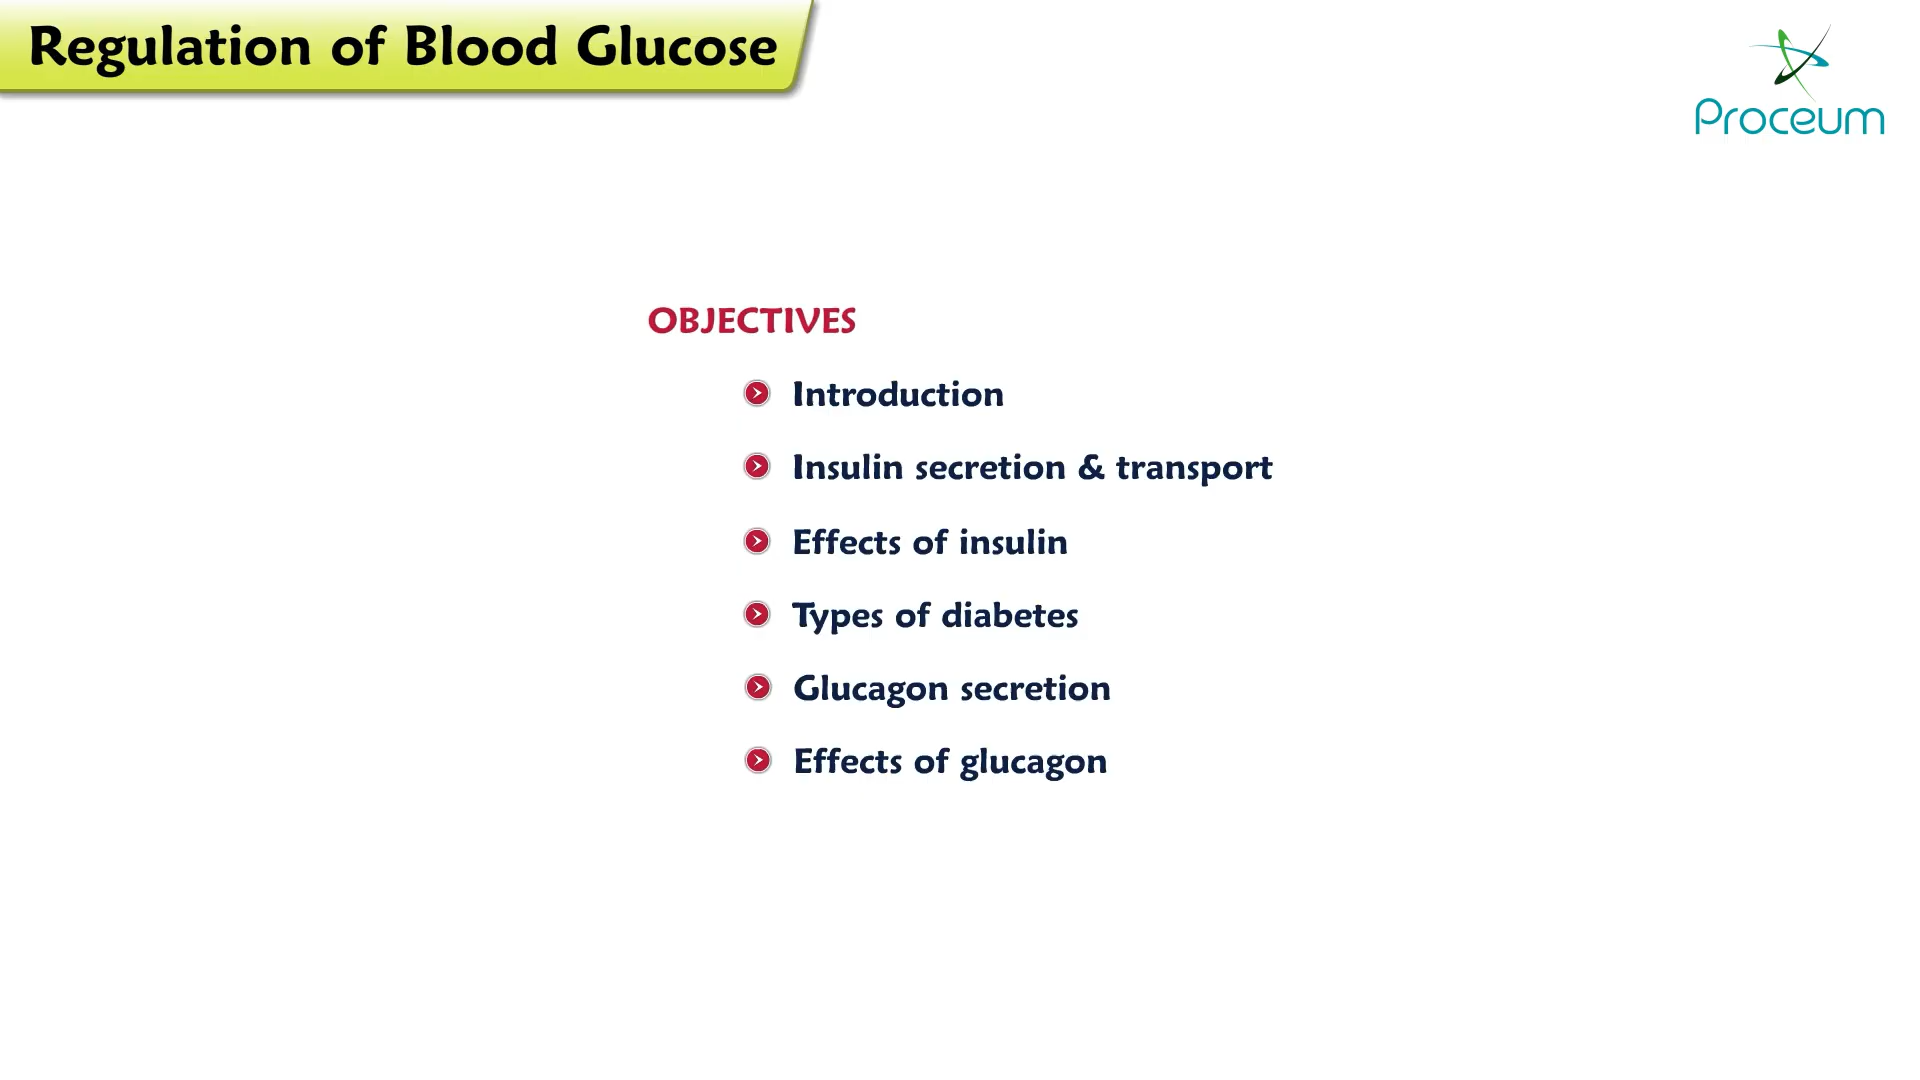 Regulation of Blood Glucose
Proceum
OBJECTIVES
Introduction
Insulin secretion & transport
Effects of insulin
Types of diabetes
Glucagon secretion
Effects of glucagon